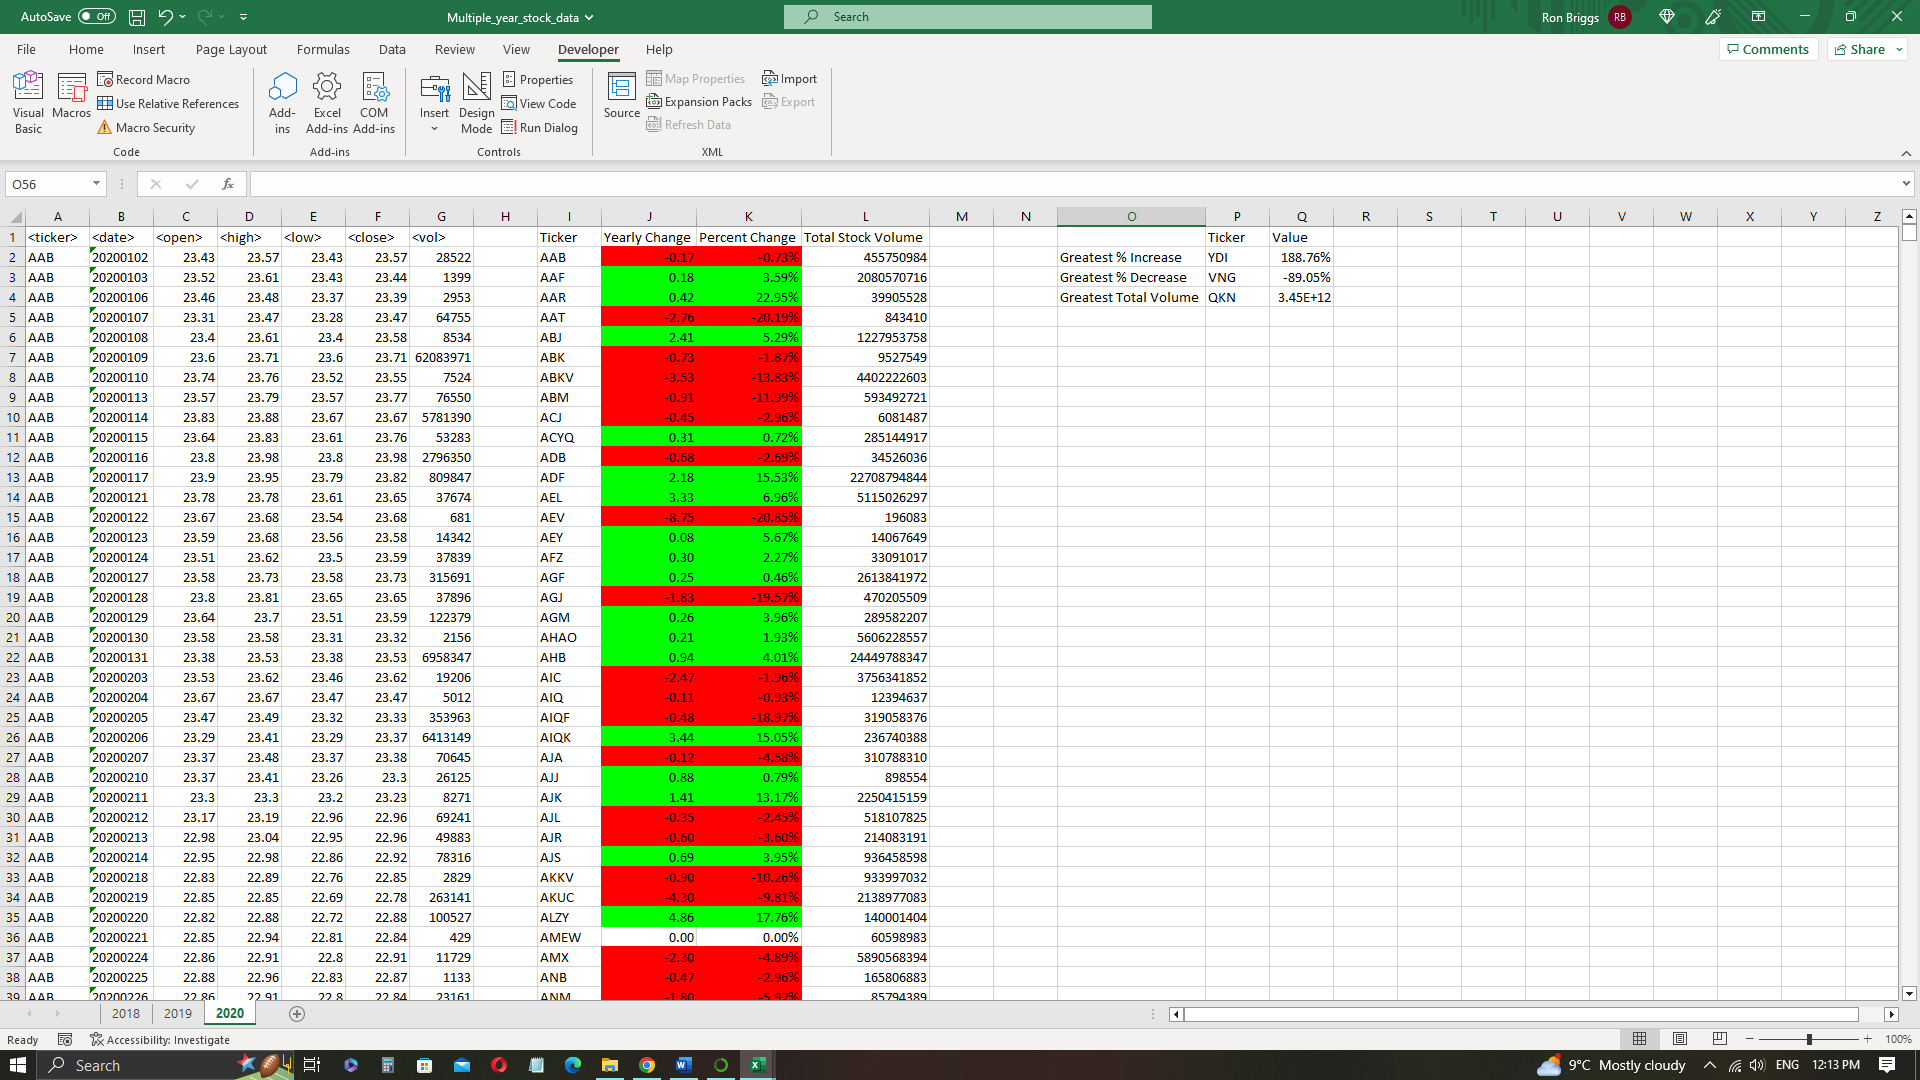 AutoSave Off Multiple_year_stock_data Search Ron Briggs RB
File Home Insert Page Layout Formulas Data Review View Developer Help Comments Share
Visual Basic Macros Record Macro Use Relative References Macro Security Code
Add-ins Excel Add-ins COM Add-ins Add-ins
Insert Design Mode Properties View Code Run Dialog Controls
Source Map Properties Expansion Packs Refresh Data Import Export XML
O56 fx
A B C D E F G H I J K L M N O P Q R S T U V W X Y Z
1 <ticker> <date> <open> <high> <low> <close> <vol> Ticker Yearly Change Percent Change Total Stock Volume Ticker Value
2 AAB 20200102 23.43 23.57 23.43 23.57 28522 AAB -0.17 -0.73% 455750984 Greatest % Increase YDI 188.76%
3 AAB 20200103 23.52 23.61 23.43 23.44 1399 AAF 0.18 3.59% 2080570716 Greatest % Decrease VNG -89.05%
4 AAB 20200106 23.46 23.48 23.37 23.39 2953 AAR 0.42 22.95% 39905528 Greatest Total Volume QKN 3.45E+12
5 AAB 20200107 23.31 23.47 23.28 23.47 64755 AAT -2.76 -20.19% 843410
6 AAB 20200108 23.4 23.61 23.4 23.58 8534 ABJ 2.41 5.29% 1227953758
7 AAB 20200109 23.6 23.71 23.6 23.71 62083971 ABK -0.73 -1.87% 9527549
8 AAB 20200110 23.74 23.76 23.52 23.55 7524 ABKV -3.53 -13.83% 4402222603
9 AAB 20200113 23.57 23.79 23.57 23.77 76550 ABM -0.91 -11.99% 593492721
10 AAB 20200114 23.83 23.88 23.67 23.67 5781390 ACJ -0.45 -2.96% 6081487
11 AAB 20200115 23.64 23.83 23.61 23.76 53283 ACYQ 0.31 0.72% 285144917
12 AAB 20200116 23.8 23.98 23.8 23.98 2796350 ADB -0.68 -2.69% 34526036
13 AAB 20200117 23.9 23.95 23.79 23.82 809847 ADF 2.18 15.53% 22708794844
14 AAB 20200121 23.78 23.78 23.61 23.65 37674 AEL 3.33 6.96% 5115026297
15 AAB 20200122 23.67 23.68 23.54 23.68 681 AEV -8.75 -20.85% 196083
16 AAB 20200123 23.59 23.68 23.56 23.58 14342 AEY 0.08 5.67% 14067649
17 AAB 20200124 23.51 23.62 23.5 23.59 37839 AFZ 0.30 2.27% 33091017
18 AAB 20200127 23.58 23.73 23.58 23.73 315691 AGF 0.25 0.46% 2613841972
19 AAB 20200128 23.8 23.81 23.65 23.65 37896 AGJ -1.83 -19.57% 470205509
20 AAB 20200129 23.64 23.7 23.51 23.59 122379 AGM 0.26 3.96% 289582207
21 AAB 20200130 23.58 23.58 23.31 23.32 2156 AHAO 0.21 1.93% 5606228557
22 AAB 20200131 23.38 23.53 23.38 23.53 6958347 AHB 0.94 4.01% 24449788347
23 AAB 20200203 23.53 23.62 23.46 23.62 19206 AIC -2.47 -1.96% 3756341852
24 AAB 20200204 23.67 23.67 23.47 23.47 5012 AIQ -0.11 -0.93% 12394637
25 AAB 20200205 23.47 23.49 23.32 23.33 353963 AIQF -0.48 -18.97% 319058376
26 AAB 20200206 23.29 23.41 23.29 23.37 6413149 AIQK 3.44 15.05% 236740388
27 AAB 20200207 23.37 23.48 23.37 23.38 70645 AJA -0.12 -4.58% 310788310
28 AAB 20200210 23.37 23.41 23.26 23.3 26125 AJJ 0.88 0.79% 898554
29 AAB 20200211 23.3 23.3 23.2 23.23 8271 AJK 1.41 13.17% 2250415159
30 AAB 20200212 23.17 23.19 22.96 22.96 69241 AJL -0.35 -2.45% 518107825
31 AAB 20200213 22.98 23.04 22.95 22.96 49883 AJR -0.60 -3.60% 214083191
32 AAB 20200214 22.95 22.98 22.86 22.92 78316 AJS 0.69 3.95% 936458598
33 AAB 20200218 22.83 22.89 22.76 22.85 2829 AKKV -0.90 -10.26% 933997032
34 AAB 20200219 22.85 22.85 22.69 22.78 263141 AKUC -4.30 -9.81% 2138977083
35 AAB 20200220 22.82 22.88 22.72 22.88 100527 ALZY 4.86 17.76% 140001404
36 AAB 20200221 22.85 22.94 22.81 22.84 429 AMEW 0.00 0.00% 60598983
37 AAB 20200224 22.86 22.91 22.8 22.91 11729 AMX -2.30 -4.89% 5890568394
38 AAB 20200225 22.88 22.96 22.83 22.87 1133 ANB -0.47 -2.96% 165806883
39 AAB 20200226 22.86 22.91 22.8 22.84 23161 ANM -1.80 -5.97% 85794389
2018 2019 2020
Ready Accessibility: Investigate 100%
Search 9°C Mostly cloudy ENG 12:13 PM